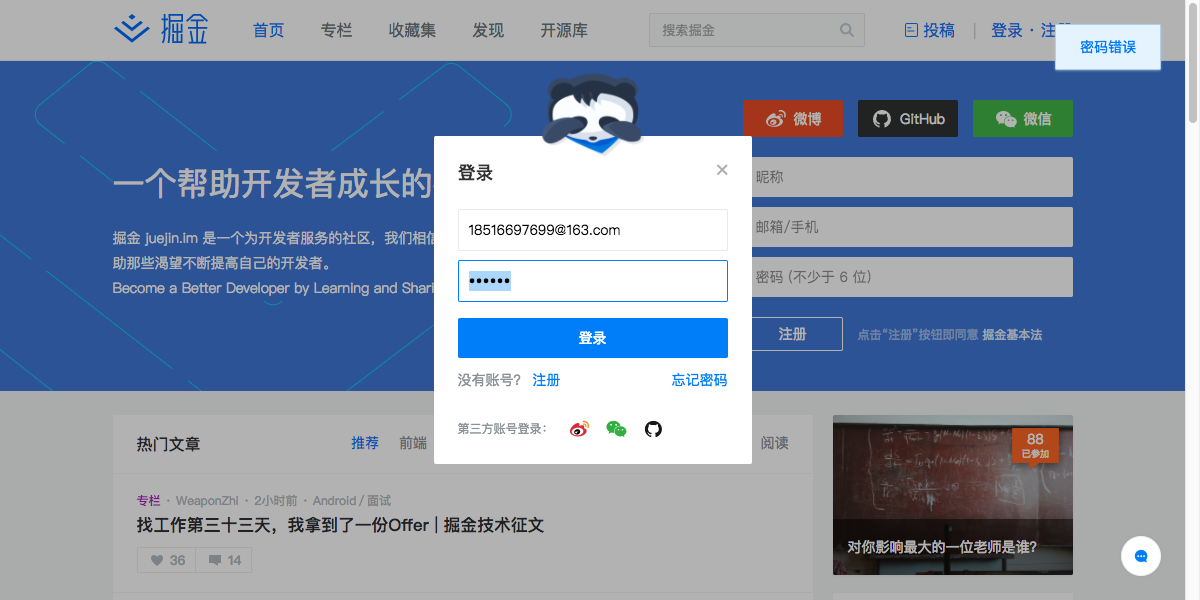 掘金
首页
专栏
收藏集
发现
开源库
搜索掘金
投稿
登录 · 注
密码错误
微博
GitHub
微信
一个帮助开发者成长的
掘金 juejin.im 是一个为开发者服务的社区，我们相信
助那些渴望不断提高自己的开发者。
Become a Better Developer by Learning and Shari
昵称
邮箱/手机
密码 (不少于 6 位)
注册
点击“注册”按钮即同意 掘金基本法
登录
18516697699@163.com
••••••
登录
没有账号? 注册
忘记密码
第三方账号登录:
热门文章
推荐
前端
阅读
专栏 · WeaponZhi · 2小时前 · Android / 面试
找工作第三十三天，我拿到了一份Offer | 掘金技术征文
36
14
88
已参加
对你影响最大的一位老师是谁?